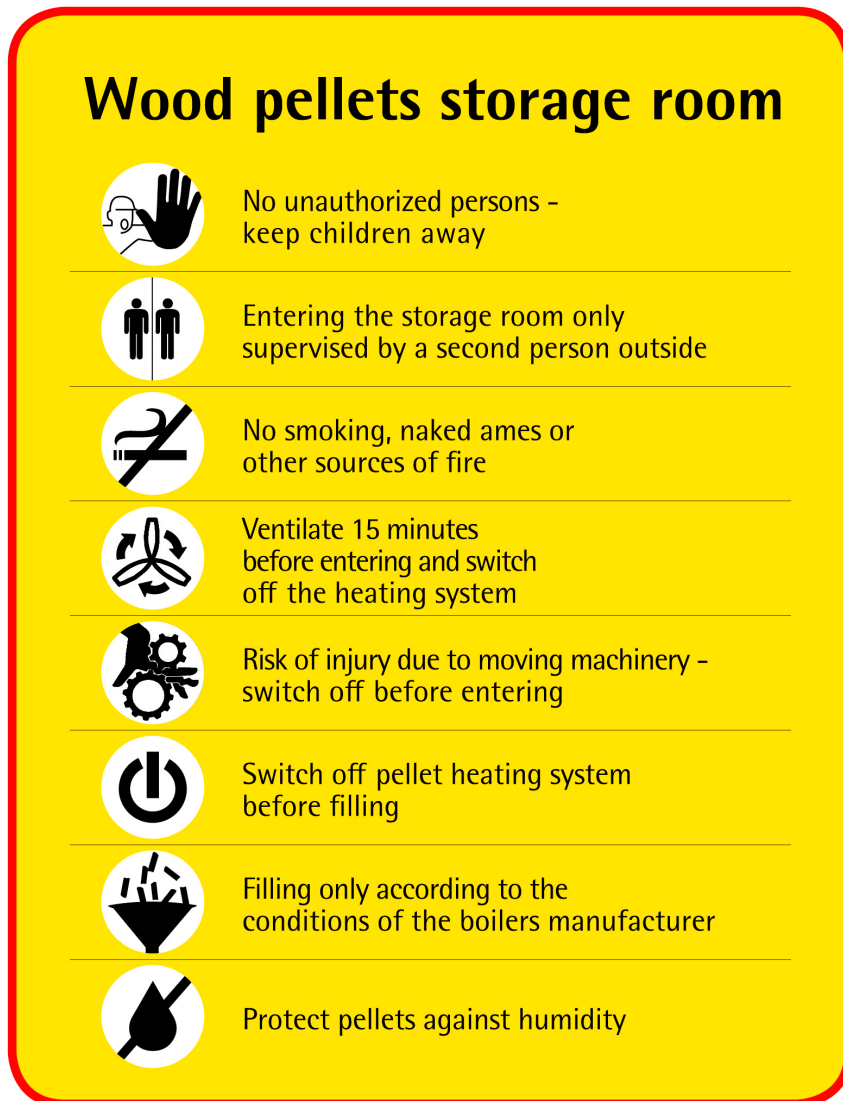 Wood pellets storage room
No unauthorized persons -
keep children away
Entering the storage room only
supervised by a second person outside
No smoking, naked ames or
other sources of fire
Ventilate 15 minutes
before entering and switch
off the heating system
Risk of injury due to moving machinery -
switch off before entering
Switch off pellet heating system
before filling
Filling only according to the
conditions of the boilers manufacturer
Protect pellets against humidity